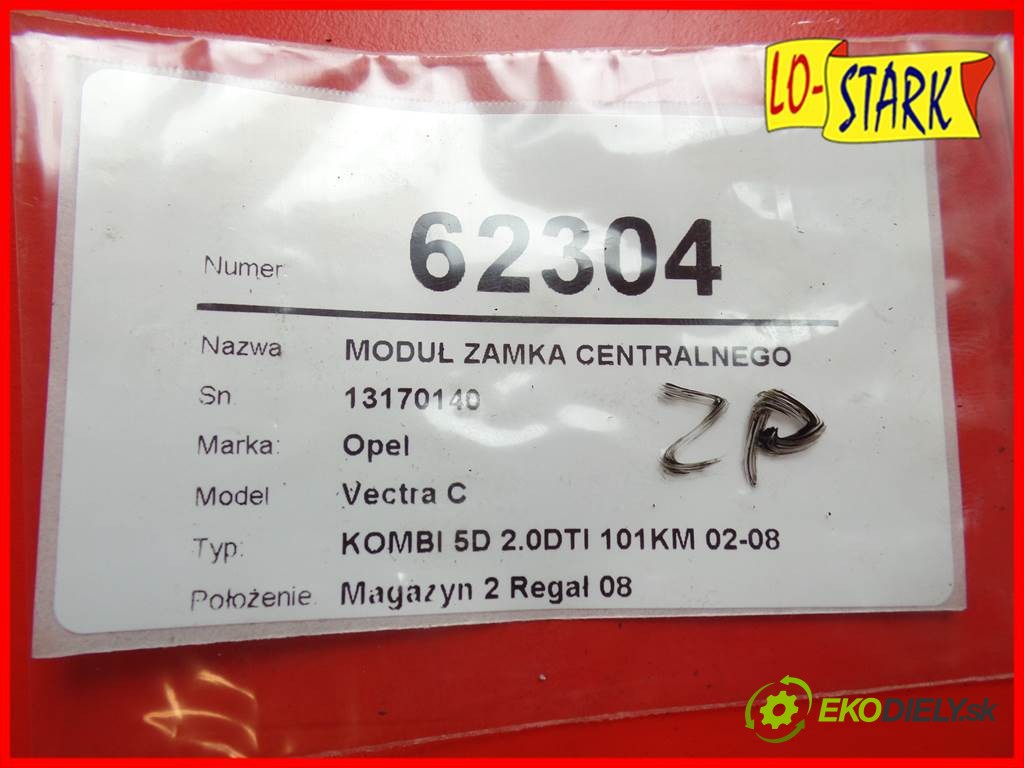 LO-STARK
Numer: 62304
Nazwa MODUŁ ZAMKA CENTRALNEGO
Sn. 13170140
Marka: Opel
ZP
Model Vectra C
Typ: KOMBI 5D 2.0DTI 101KM 02-08
Położenie: Magazyn 2 Regał 08
EKODIELY.sk